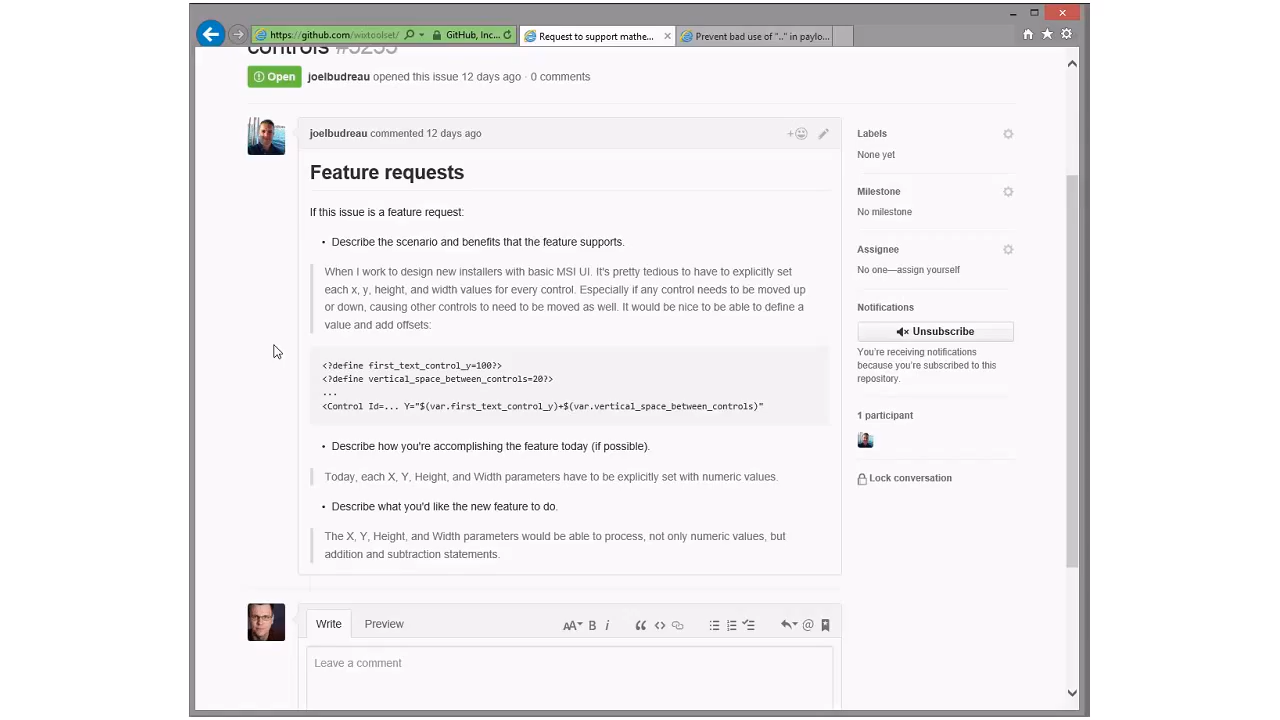 https://github.com/wixtoolset/
GitHub, Inc...
Request to support mathe...
Prevent bad use of ".." in paylo...
controls
Open
joelbudreau opened this issue 12 days ago · 0 comments
joelbudreau commented 12 days ago
Feature requests
If this issue is a feature request:
• Describe the scenario and benefits that the feature supports.
When I work to design new installers with basic MSI UI. It's pretty tedious to have to explicitly set
each x, y, height, and width values for every control. Especially if any control needs to be moved up
or down, causing other controls to need to be moved as well. It would be nice to be able to define a
value and add offsets:
<?define first_text_control_y=100?>
<?define vertical_space_between_controls=20?>
...
<Control Id=... Y="$(var.first_text_control_y)+$(var.vertical_space_between_controls)"
• Describe how you're accomplishing the feature today (if possible).
Today, each X, Y, Height, and Width parameters have to be explicitly set with numeric values.
• Describe what you'd like the new feature to do.
The X, Y, Height, and Width parameters would be able to process, not only numeric values, but
addition and subtraction statements.
Write
Preview
AA
B
i
@
Leave a comment
Labels
None yet
Milestone
No milestone
Assignee
No one—assign yourself
Notifications
Unsubscribe
You're receiving notifications
because you're subscribed to this
repository.
1 participant
Lock conversation